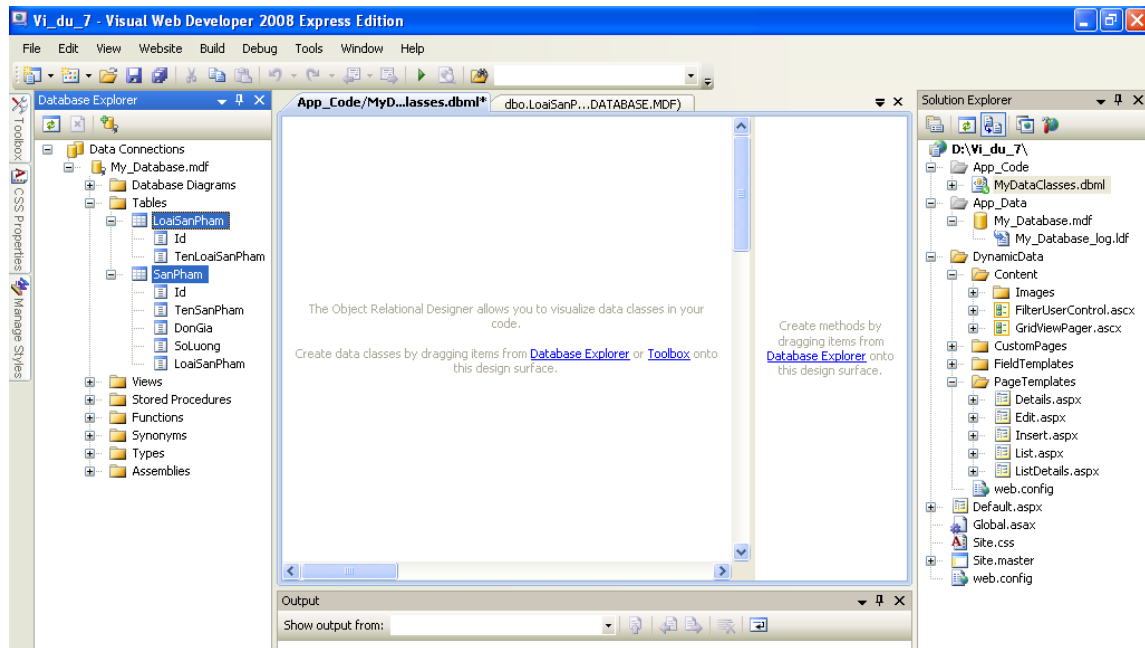 Vi_du_7 - Visual Web Developer 2008 Express Edition
File Edit View Website Build Debug Tools Window Help
Toolbox
CSS Properties
Manage Styles
Database Explorer
Data Connections
My_Database.mdf
Database Diagrams
Tables
LoaiSanPham
Id
TenLoaiSanPham
SanPham
Id
TenSanPham
DonGia
SoLuong
LoaiSanPham
Views
Stored Procedures
Functions
Synonyms
Types
Assemblies
App_Code/MyD...lasses.dbml* dbo.LoaiSanP...DATABASE.MDF)
The Object Relational Designer allows you to visualize data classes in your
code.
Create data classes by dragging items from Database Explorer or Toolbox onto
this design surface.
Create methods by
dragging items from
Database Explorer onto
this design surface.
Output
Show output from:
Solution Explorer
D:\Vi_du_7\
App_Code
MyDataClasses.dbml
App_Data
My_Database.mdf
My_Database_log.ldf
DynamicData
Content
Images
FilterUserControl.ascx
GridViewPager.ascx
CustomPages
FieldTemplates
PageTemplates
Details.aspx
Edit.aspx
Insert.aspx
List.aspx
ListDetails.aspx
web.config
Default.aspx
Global.asax
Site.css
Site.master
web.config